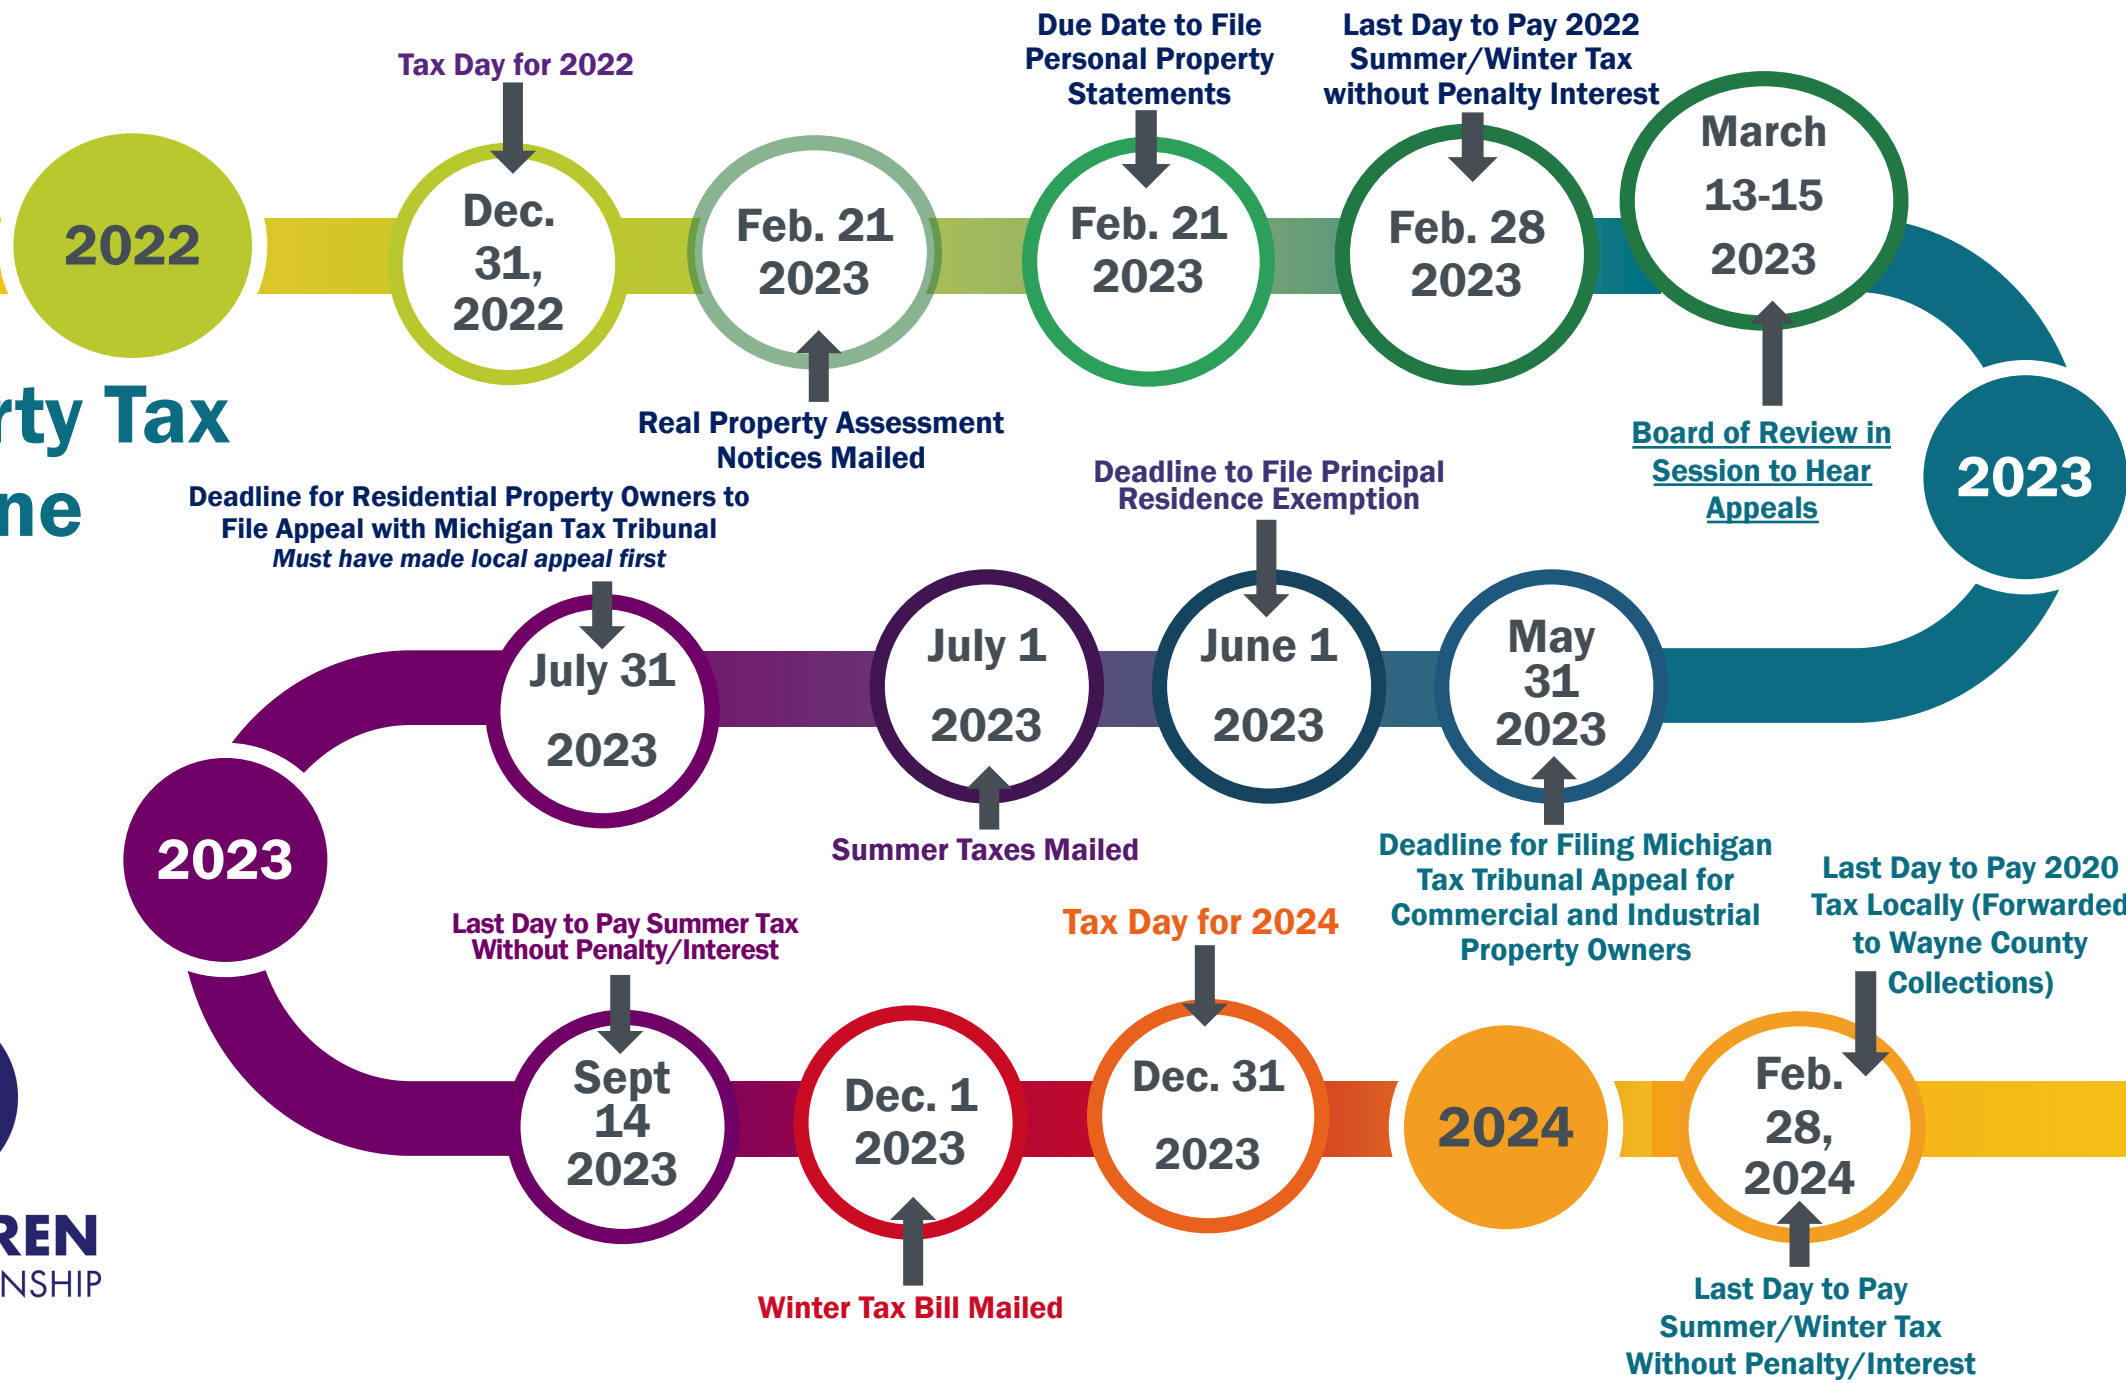 Tax Day for 2022
Due Date to File
Personal Property
Statements
Last Day to Pay 2022
Summer/Winter Tax
without Penalty Interest
2022
Dec.
31,
2022
Feb. 21
2023
Feb. 21
2023
Feb. 28
2023
March
13-15
2023
Real Property Assessment
Notices Mailed
Board of Review in
Session to Hear
Appeals
2023
rty Tax
ne
Deadline for Residential Property Owners to
File Appeal with Michigan Tax Tribunal
Must have made local appeal first
Deadline to File Principal
Residence Exemption
July 31
2023
July 1
2023
June 1
2023
May
31
2023
Summer Taxes Mailed
Deadline for Filing Michigan
Tax Tribunal Appeal for
Commercial and Industrial
Property Owners
2023
Last Day to Pay 2020
Tax Locally (Forwarded
to Wayne County
Collections)
Last Day to Pay Summer Tax
Without Penalty/Interest
Tax Day for 2024
Sept
14
2023
Dec. 1
2023
Dec. 31
2023
2024
Feb.
28,
2024
Winter Tax Bill Mailed
Last Day to Pay
Summer/Winter Tax
Without Penalty/Interest
REN
NSHIP